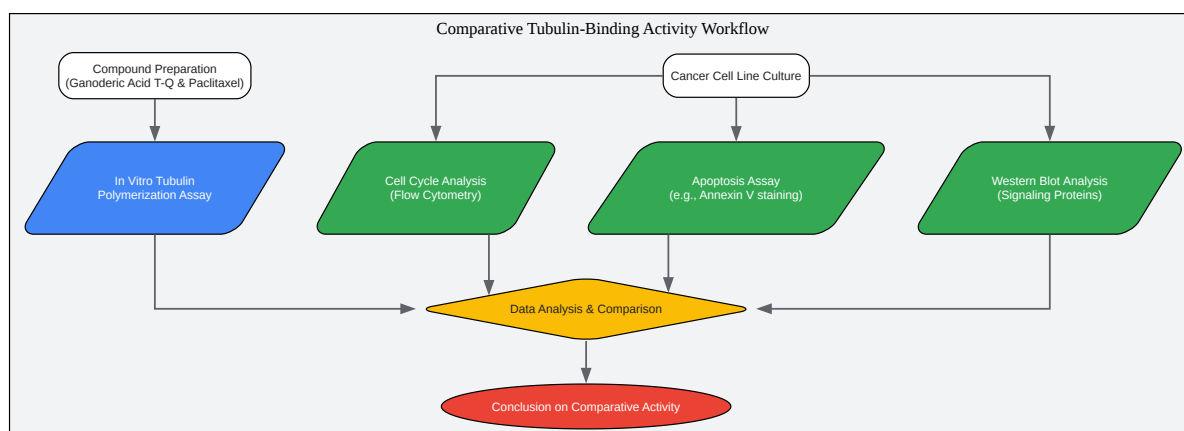 Comparative Tubulin-Binding Activity Workflow
Compound Preparation
(Ganoderic Acid T-Q & Paclitaxel)
Cancer Cell Line Culture
In Vitro Tubulin
Polymerization Assay
Cell Cycle Analysis
(Flow Cytometry)
Apoptosis Assay
(e.g., Annexin V staining)
Western Blot Analysis
(Signaling Proteins)
Data Analysis & Comparison
Conclusion on Comparative Activity